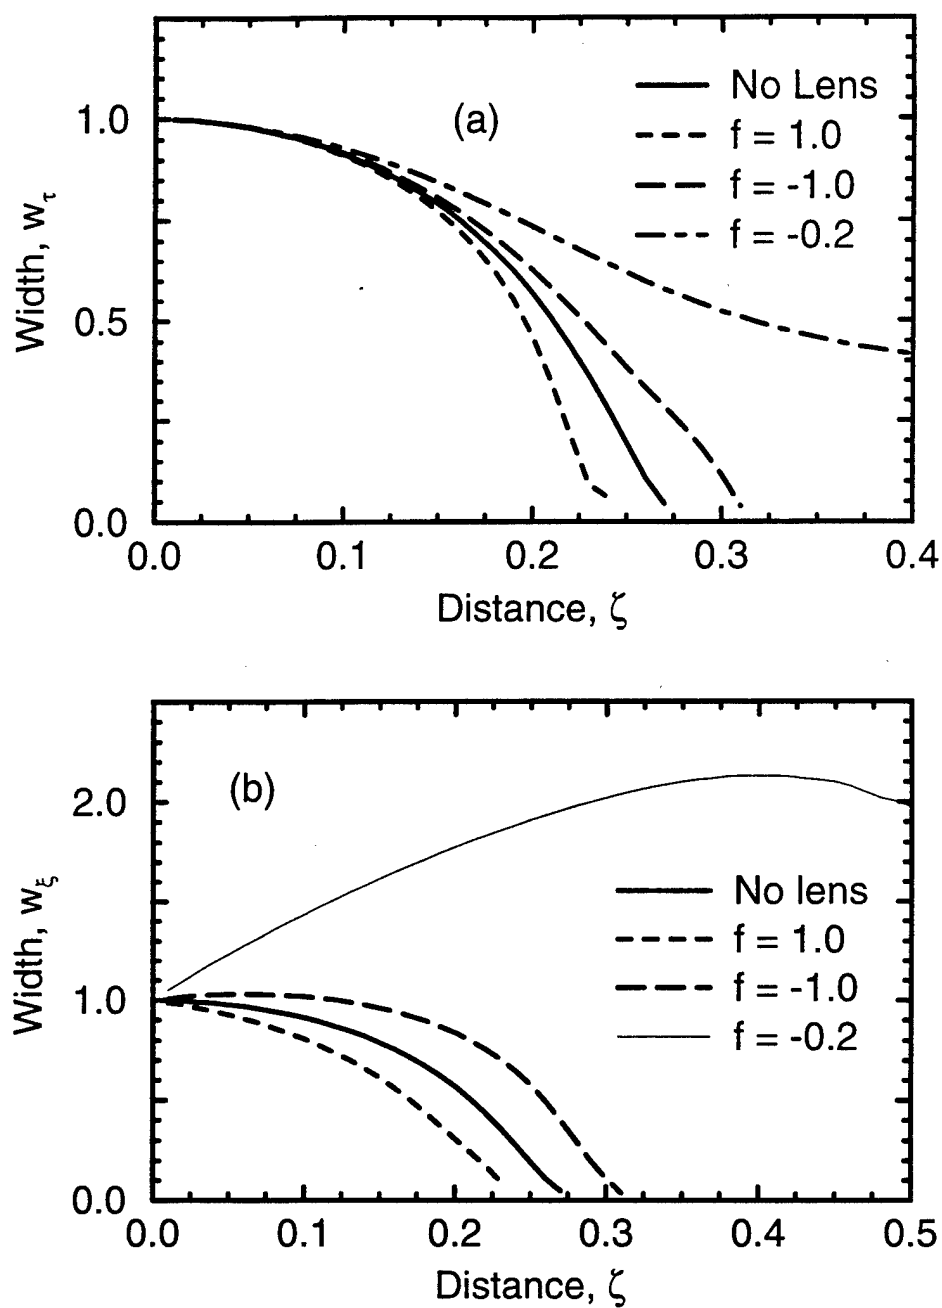 (a)
No Lens
f = 1.0
f = -1.0
f = -0.2
1.0
0.5
0.0
Width, wτ
0.0 0.1 0.2 0.3 0.4
Distance, ζ
(b)
No lens
f = 1.0
f = -1.0
f = -0.2
2.0
1.0
0.0
Width, wξ
0.0 0.1 0.2 0.3 0.4 0.5
Distance, ζ